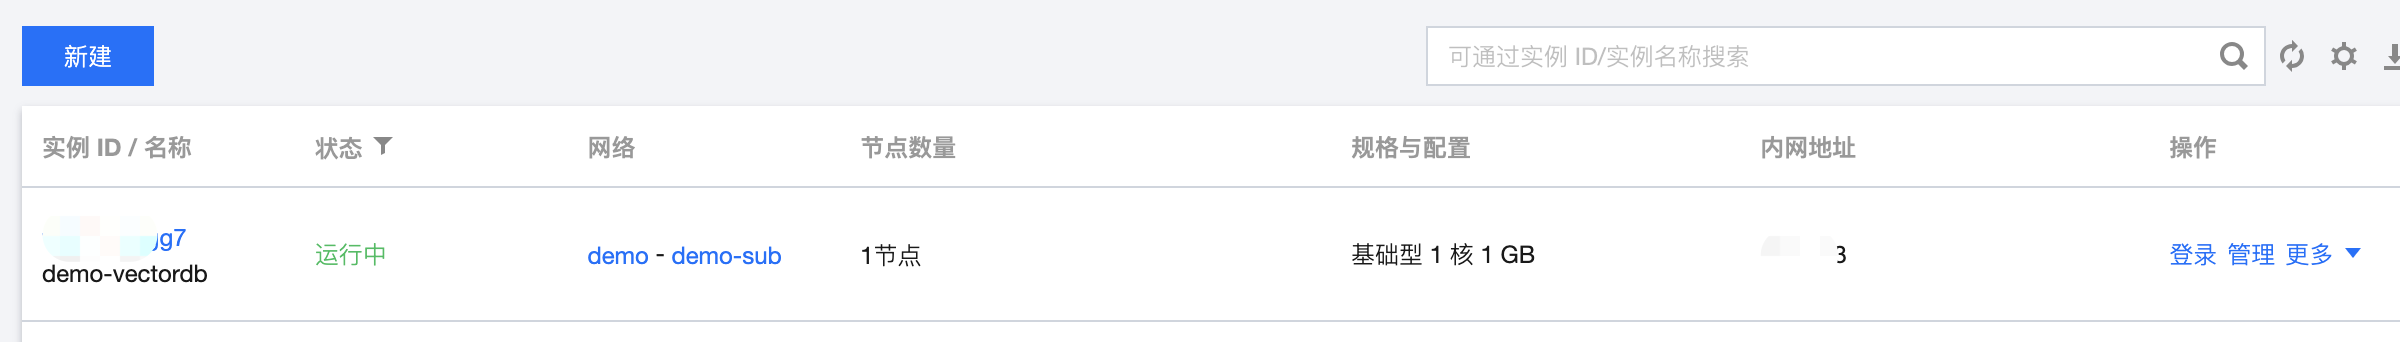 新建
可通过实例 ID/实例名称搜索
实例 ID / 名称
状态
网络
节点数量
规格与配置
内网地址
操作
jg7
demo-vectordb
运行中
demo - demo-sub
1节点
基础型 1 核 1 GB
3
登录 管理 更多